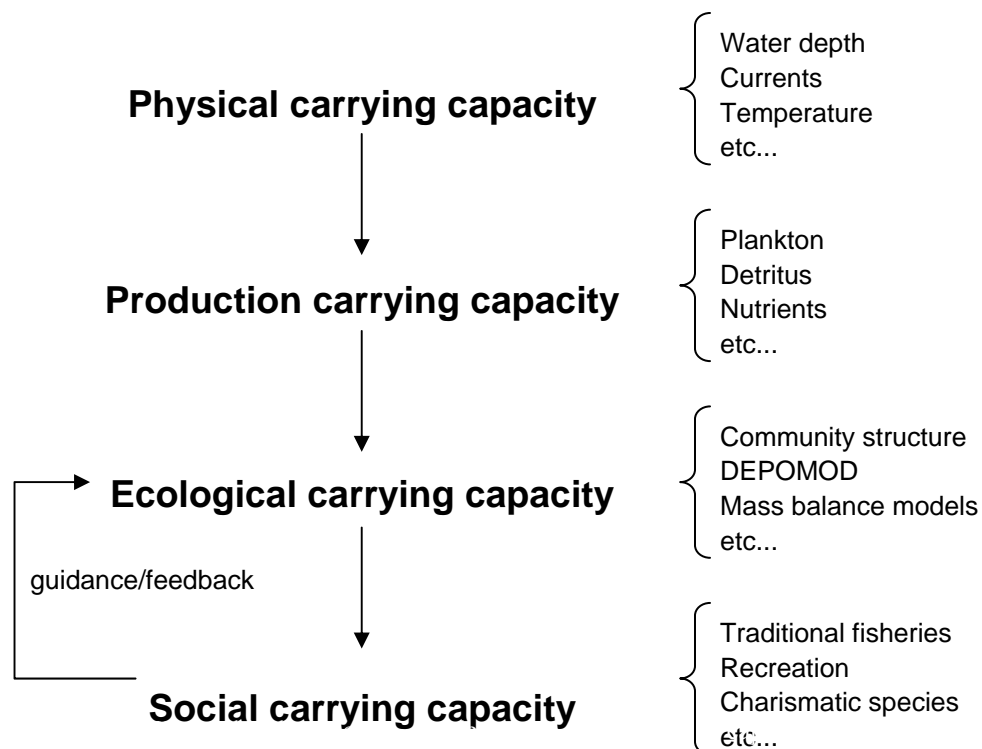 Physical carrying capacity
Water depth
Currents
Temperature
etc...
Production carrying capacity
Plankton
Detritus
Nutrients
etc...
Ecological carrying capacity
Community structure
DEPOMOD
Mass balance models
etc...
guidance/feedback
Social carrying capacity
Traditional fisheries
Recreation
Charismatic species
etc...